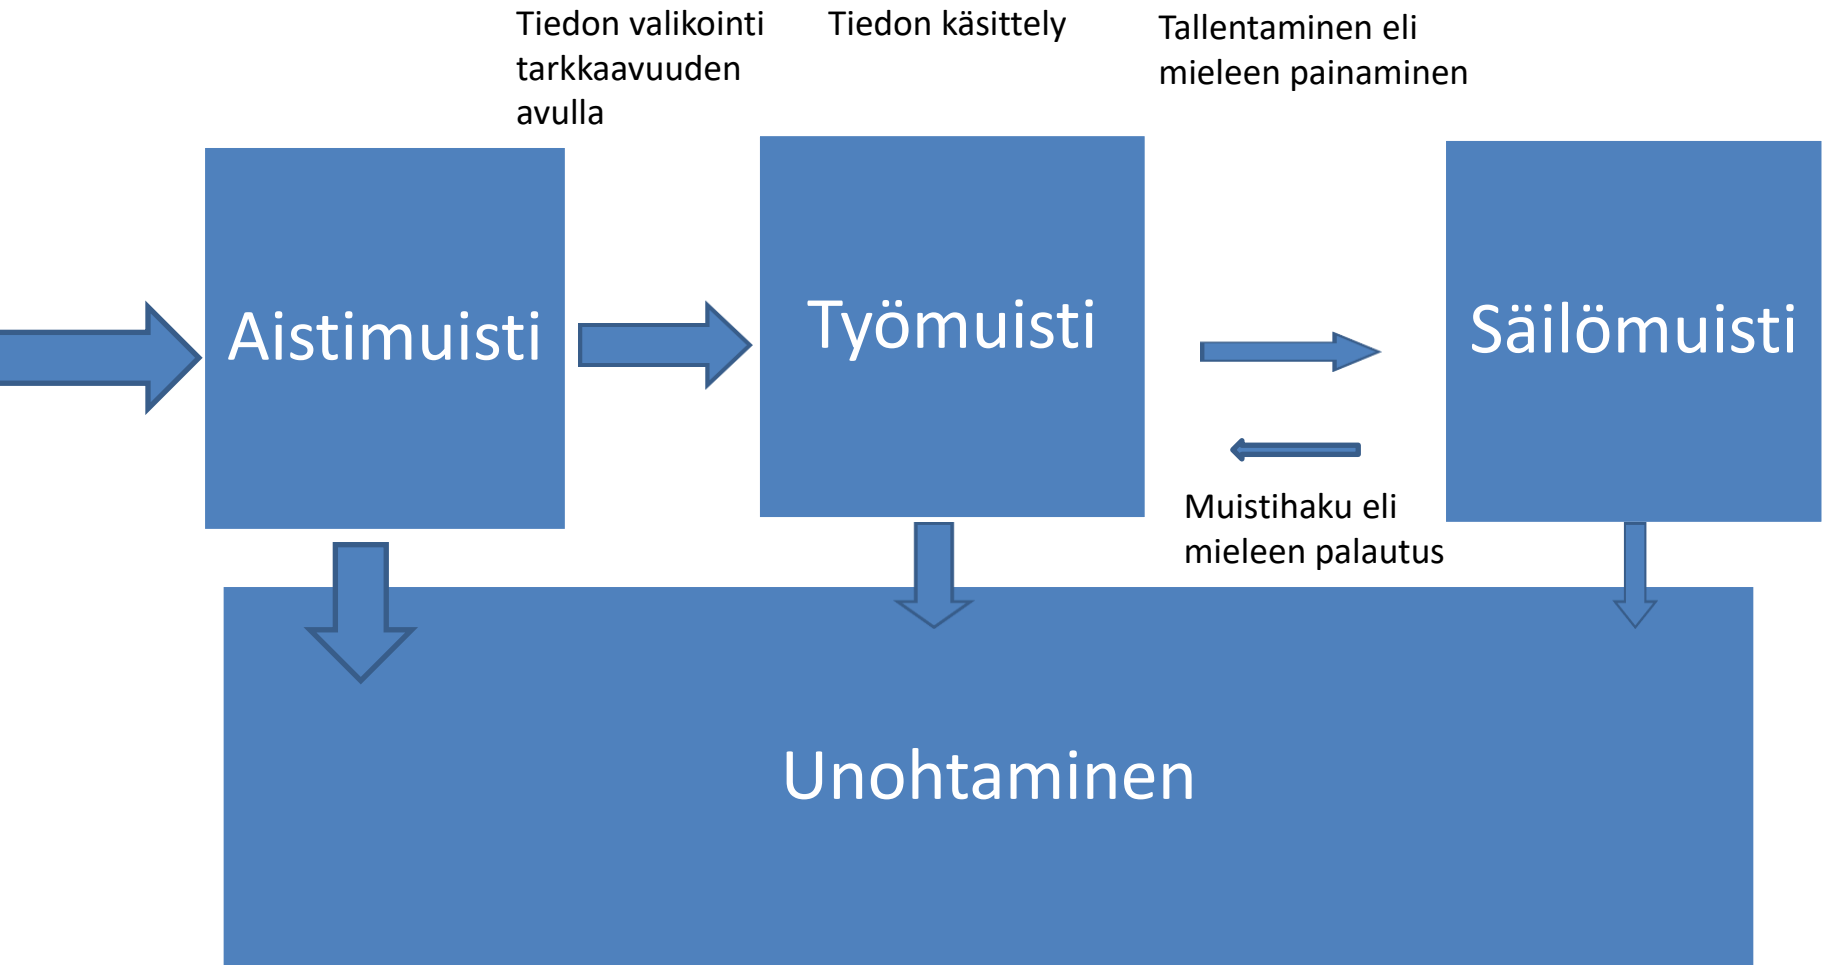 Tiedon valikointi
tarkkaavuuden
avulla
Tiedon käsittely
Tallentaminen eli
mieleen painaminen
Aistimuisti
Työmuisti
Säilömuisti
Muistihaku eli
mieleen palautus
Unohtaminen